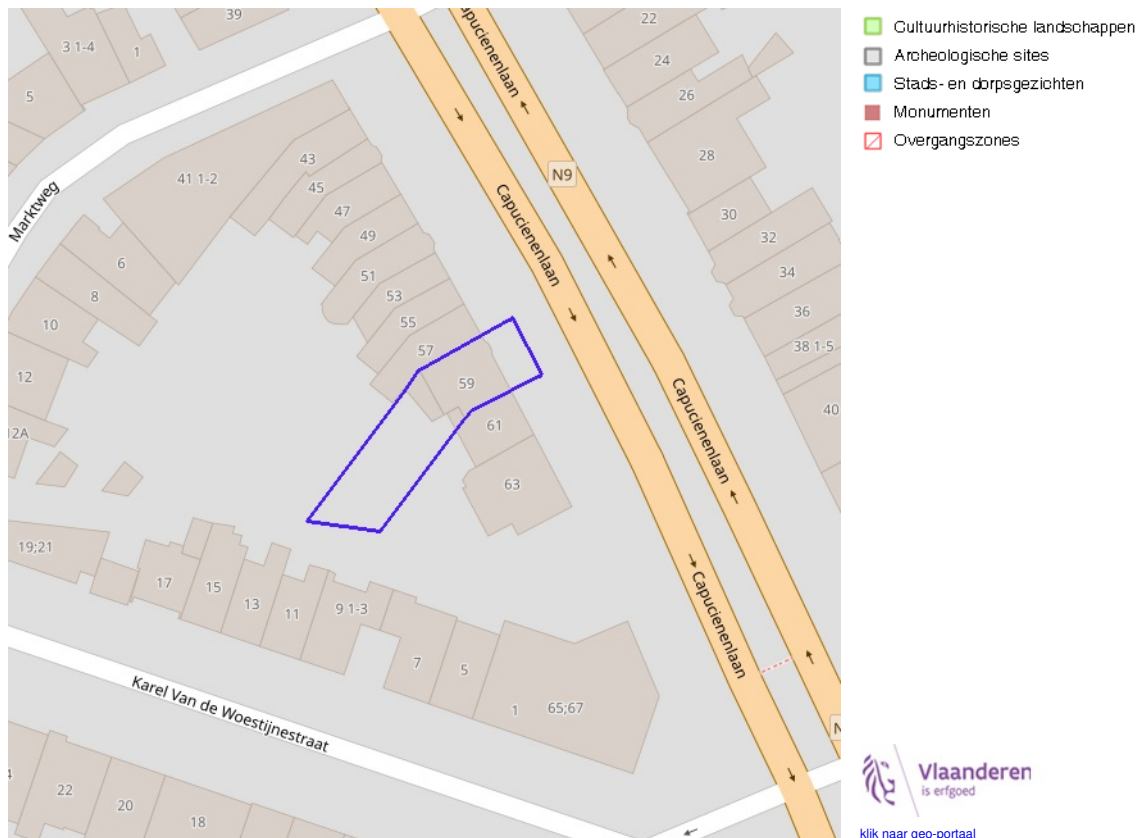 39
3 1-4
1
5
Marktweg
41 1-2
43
45
47
49
51
53
55
57
59
61
63
6
8
10
12
12A
Capucienenlaan
Capucienenlaan
N9
Capucienenlaan
Capucienenlaan
22
24
26
28
30
32
34
36
38 1-5
40
19;21
17
15
13
11
9 1-3
7
5
1
65;67
Karel Van de Woestijnestraat
22
20
18
Cultuurhistorische landschappen
Archeologische sites
Stads- en dorpsgezichten
Monumenten
Overgangszones
Vlaanderen
is erfgoed
klik naar geo-portaal